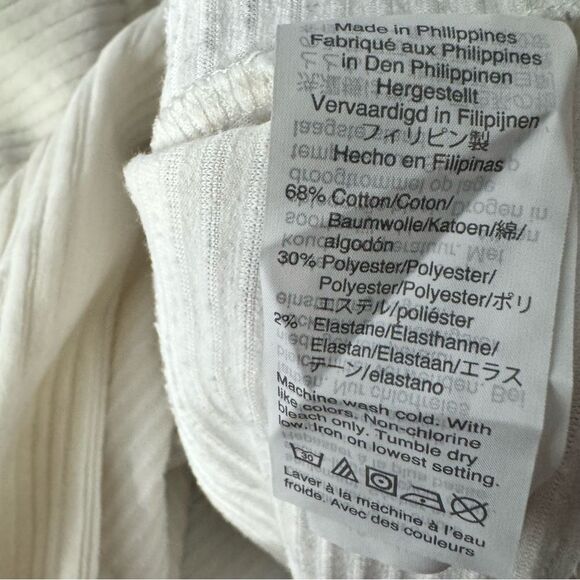 Made in Philippines
Fabriqué aux Philippines
in Den Philippinen
Hergestellt
Vervaardigd in Filipijnen
フィリピン製
Hecho en Filipinas
68% Cotton/Coton/
Baumwolle/Katoen/綿/
algodón
30% Polyester/Polyester/
Polyester/Polyester/ポリ
エステル/poliéster
2% Elastane/Élasthanne/
Elastan/Elastaan/エラス
テーン/elastano
Machine wash cold. With
like colors. Non-chlorine
bleach only. Tumble dry
low. Iron on lowest setting.
30
Laver à la machine à l'eau
froide. Avec des couleurs